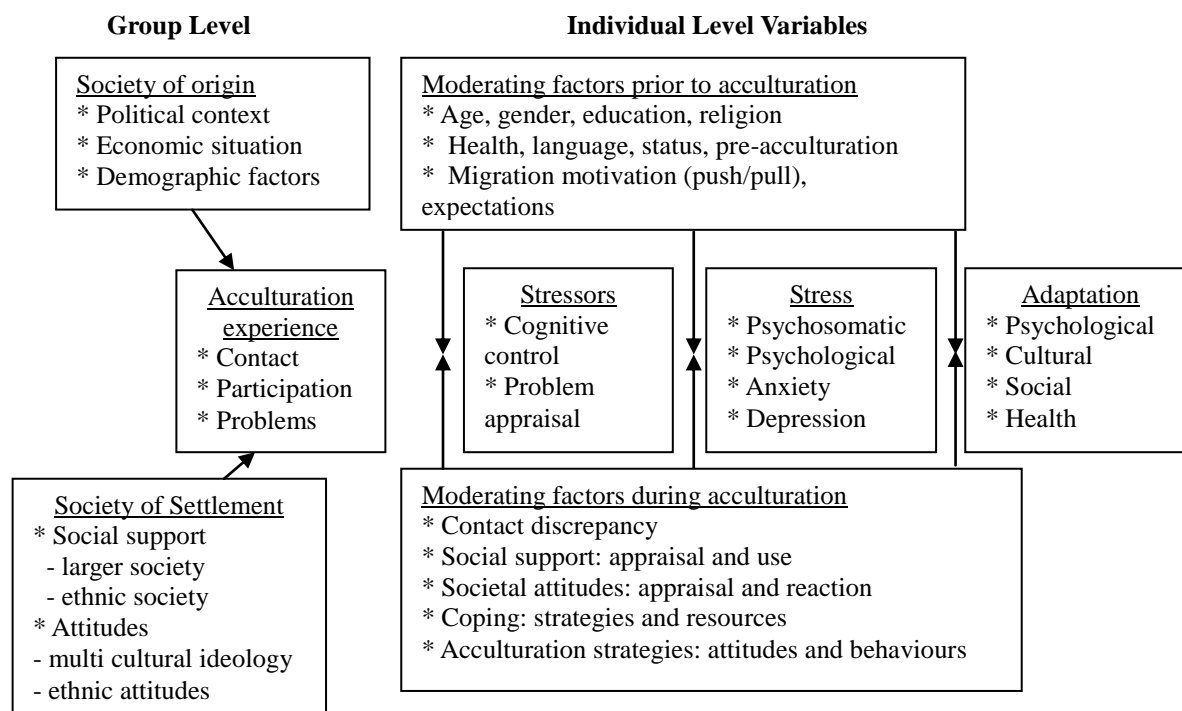 Group Level
Individual Level Variables
Society of origin
* Political context
* Economic situation
* Demographic factors
Moderating factors prior to acculturation
* Age, gender, education, religion
* Health, language, status, pre-acculturation
* Migration motivation (push/pull),
expectations
Acculturation
experience
* Contact
* Participation
* Problems
Stressors
* Cognitive
control
* Problem
appraisal
Stress
* Psychosomatic
* Psychological
* Anxiety
* Depression
Adaptation
* Psychological
* Cultural
* Social
* Health
Society of Settlement
* Social support
- larger society
- ethnic society
* Attitudes
- multi cultural ideology
- ethnic attitudes
Moderating factors during acculturation
* Contact discrepancy
* Social support: appraisal and use
* Societal attitudes: appraisal and reaction
* Coping: strategies and resources
* Acculturation strategies: attitudes and behaviours